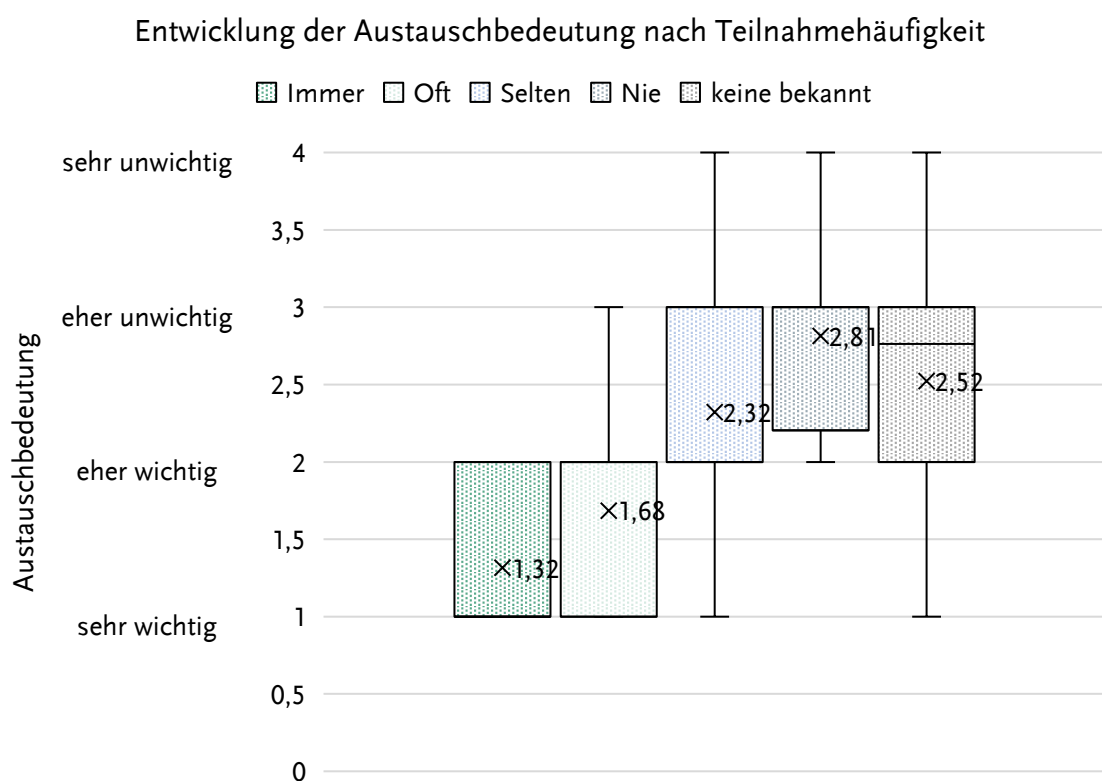 Entwicklung der Austauschbedeutung nach Teilnahmehäufigkeit
Immer Oft Selten Nie keine bekannt
sehr unwichtig 4
3,5
eher unwichtig 3
2,81
2,5
2,52
2,32
eher wichtig 2
1,68
1,5
1,32
sehr wichtig 1
0,5
0
Austauschbedeutung